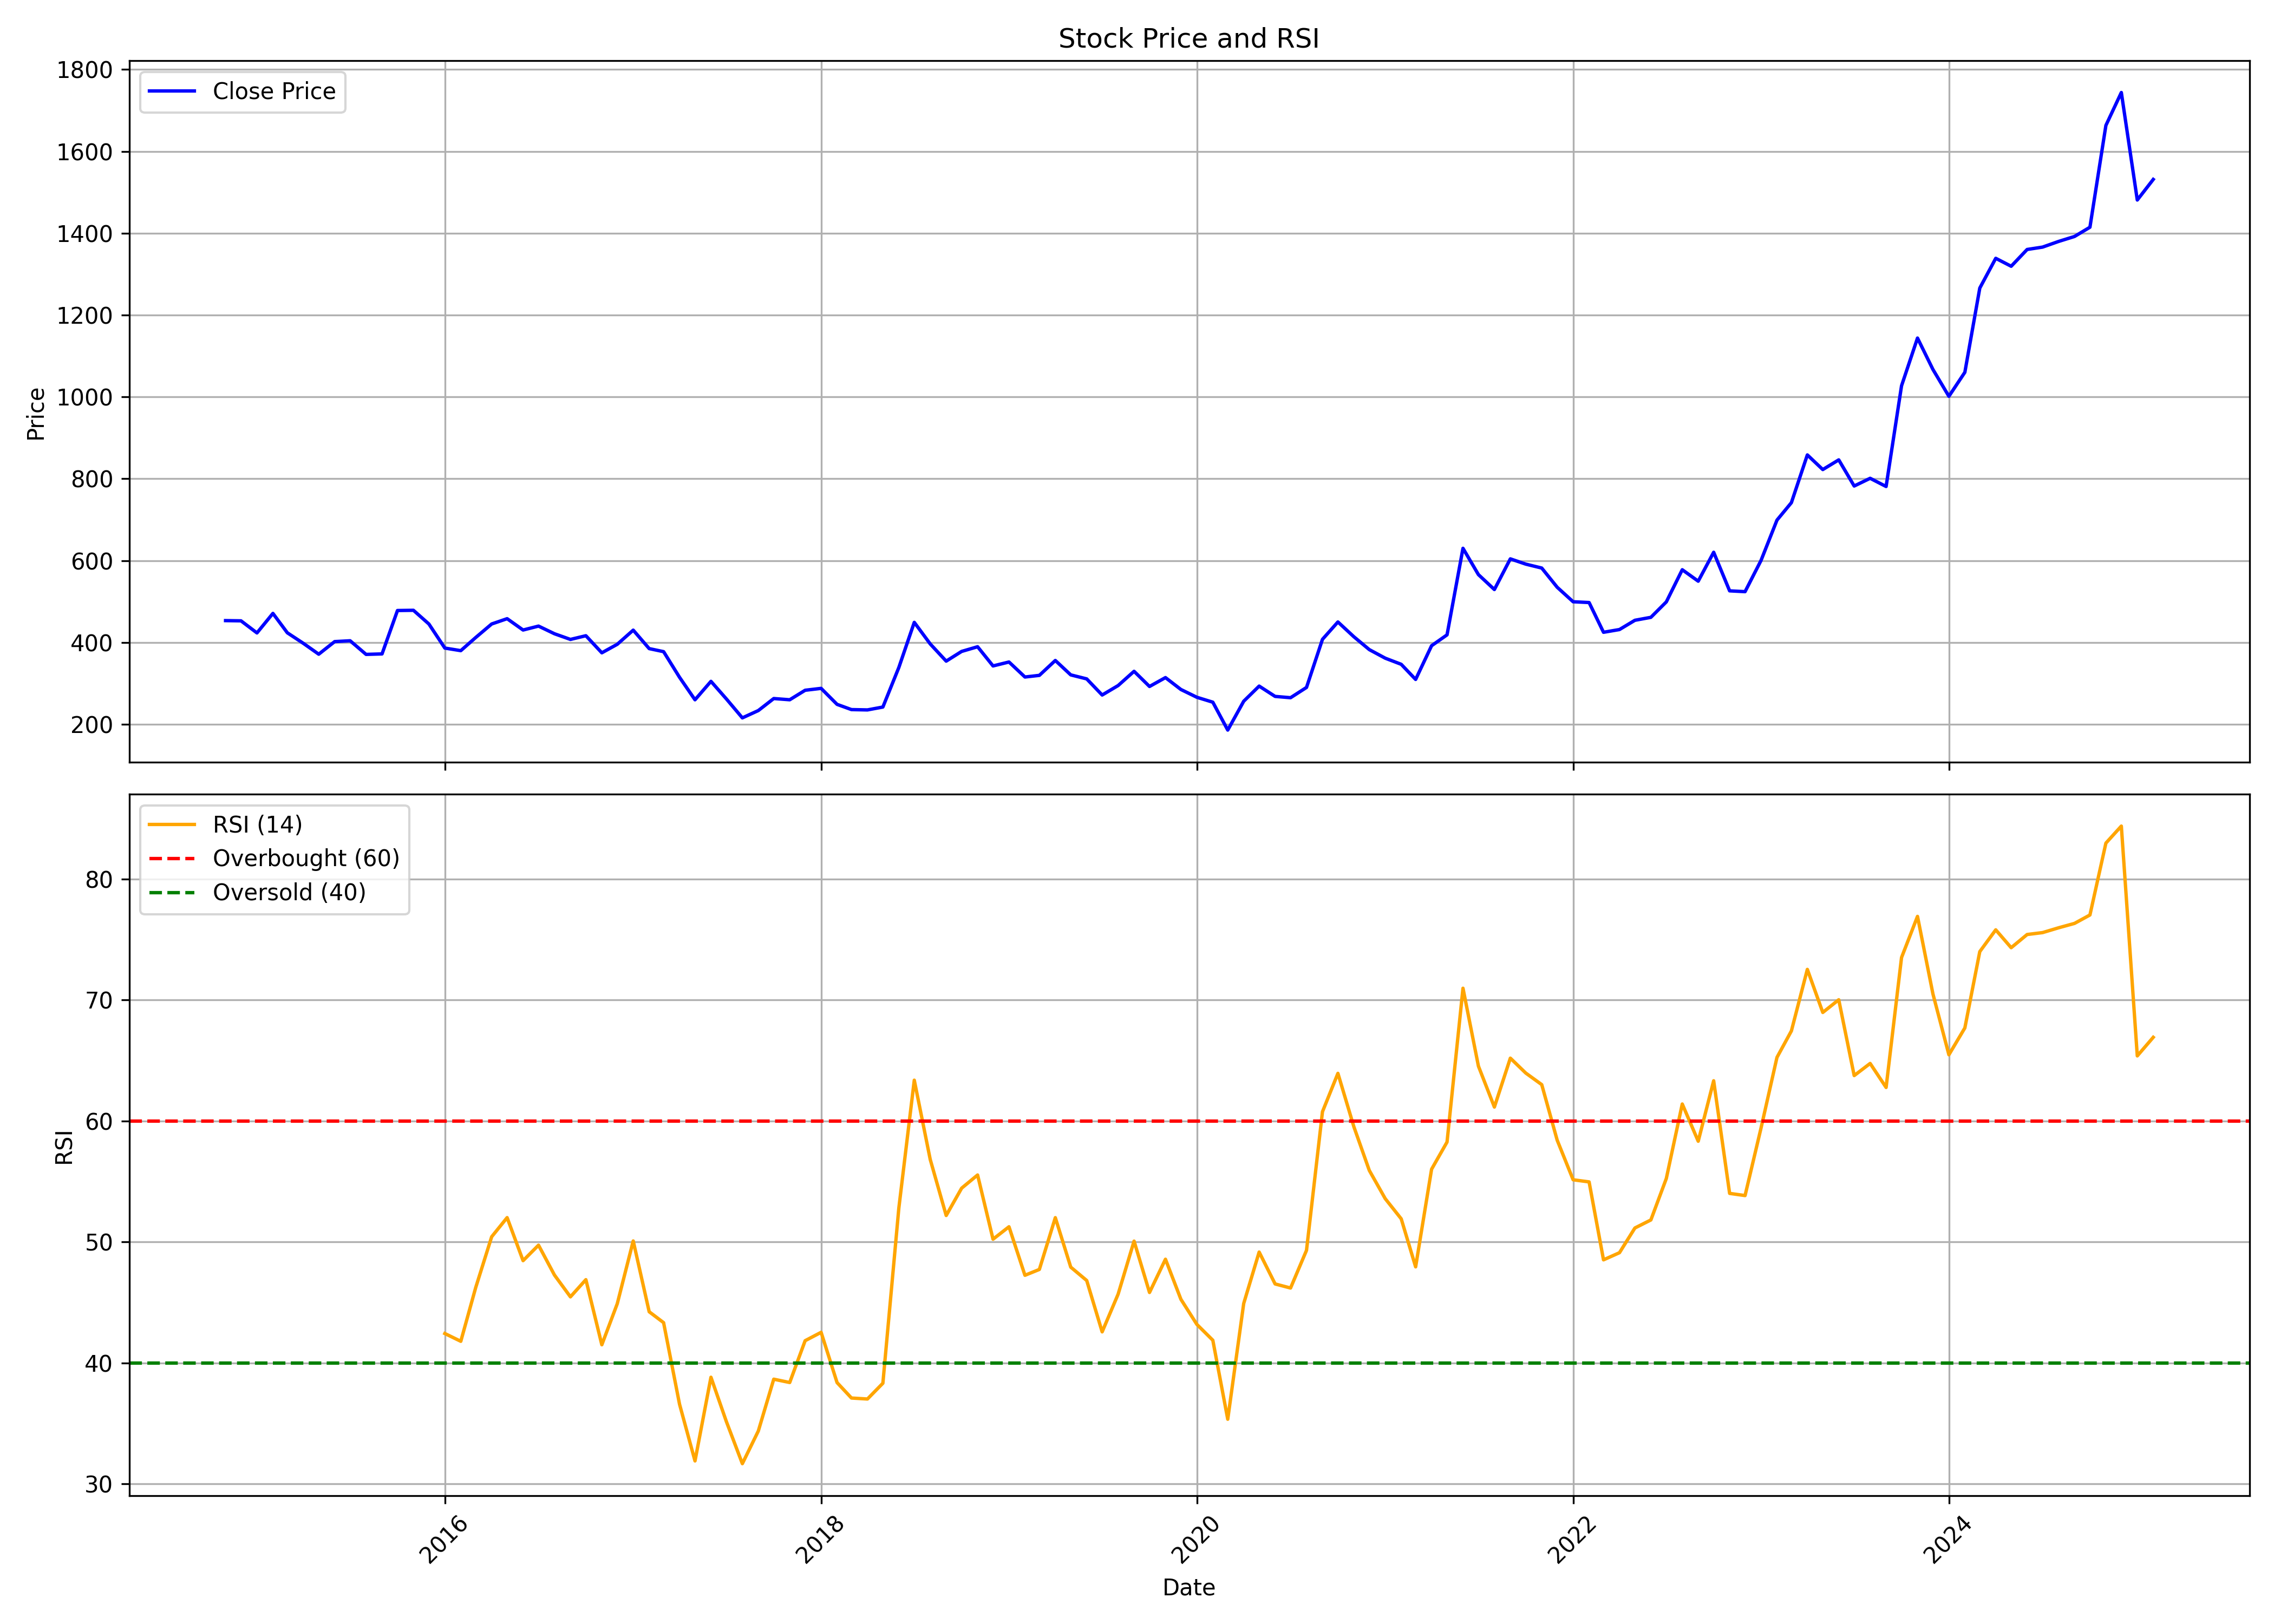 Stock Price and RSI
1800
1600
1400
1200
1000
800
600
400
200
Price
Close Price
80
70
60
50
40
30
RSI
RSI (14)
Overbought (60)
Oversold (40)
2016
2018
2020
2022
2024
Date